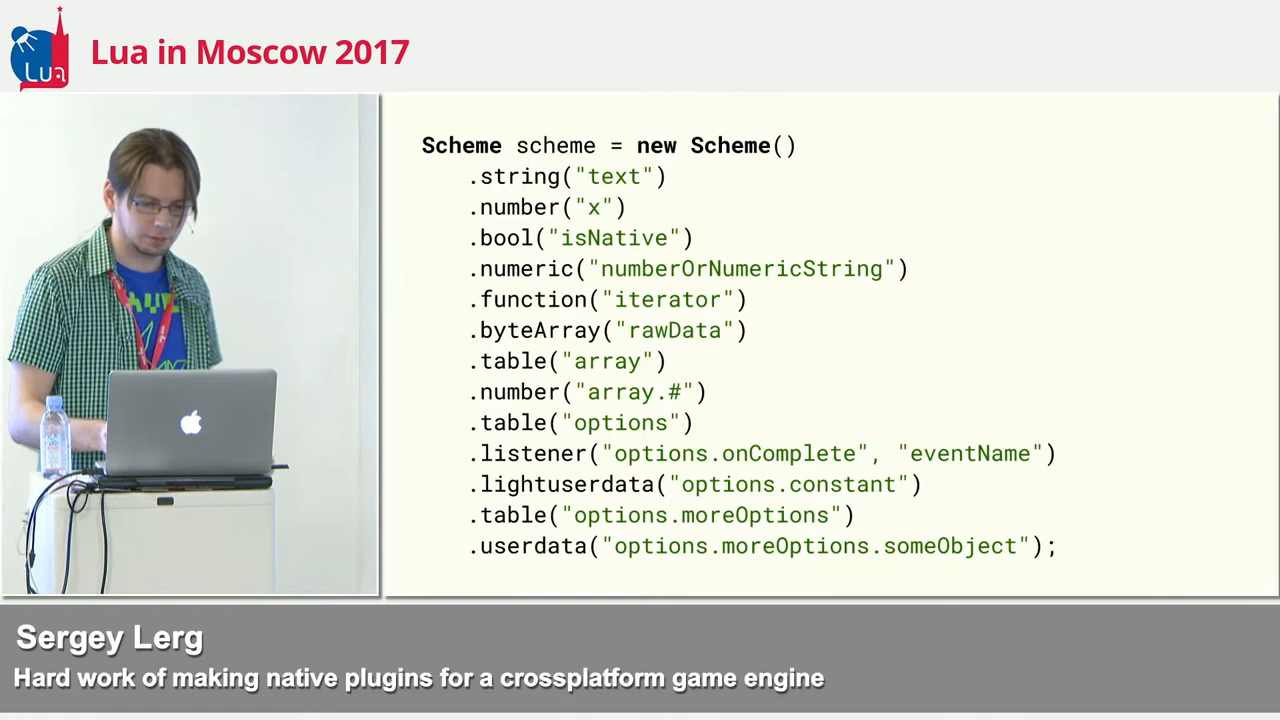 Lua
Lua in Moscow 2017
Scheme scheme = new Scheme()
.string("text")
.number("x")
.bool("isNative")
.numeric("numberOrNumericString")
.function("iterator")
.byteArray("rawData")
.table("array")
.number("array.#")
.table("options")
.listener("options.onComplete", "eventName")
.lightuserdata("options.constant")
.table("options.moreOptions")
.userdata("options.moreOptions.someObject");
Sergey Lerg
Hard work of making native plugins for a crossplatform game engine